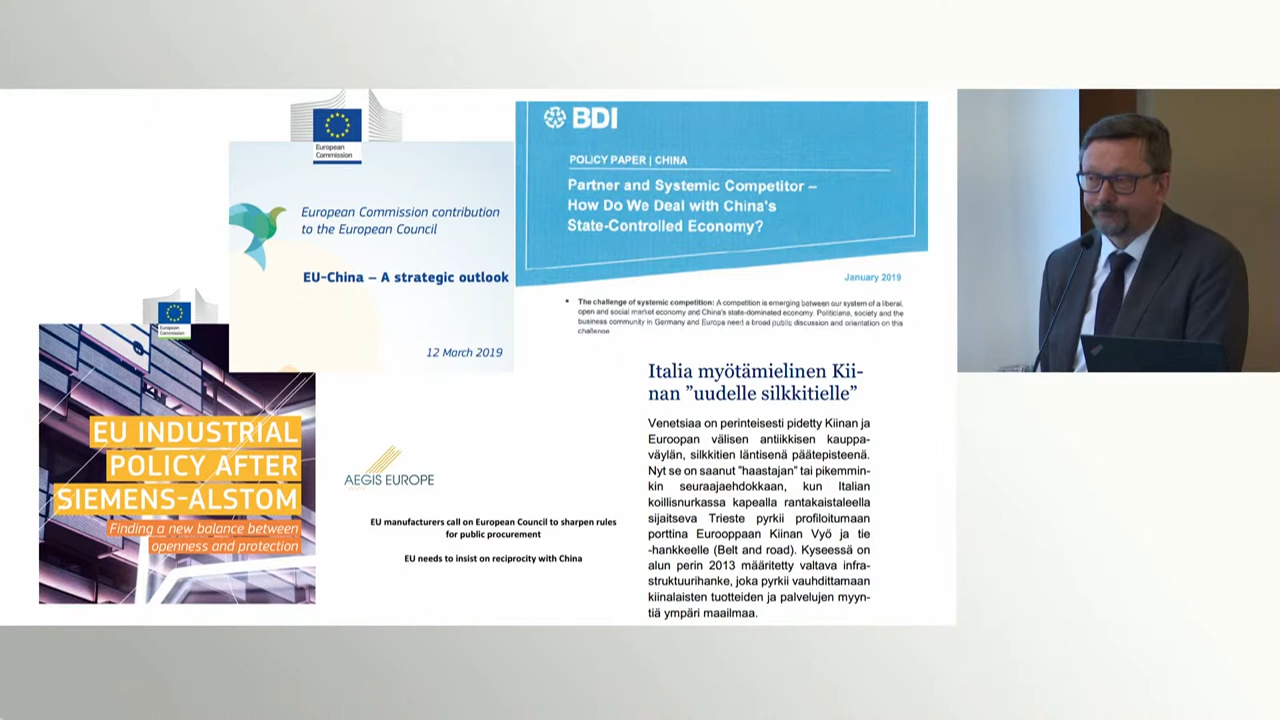 European
Commission
European Commission contribution
to the European Council
EU-China – A strategic outlook
12 March 2019
BDI
POLICY PAPER | CHINA
Partner and Systemic Competitor –
How Do We Deal with China's
State-Controlled Economy?
January 2019
▪ The challenge of systemic competition: A competition is emerging between our system of a liberal,
open and social market economy and China's state-dominated economy. Politicians, society and the
business community in Germany and Europe need a broad public discussion and orientation on this
challenge
European
Commission
EU INDUSTRIAL
POLICY AFTER
SIEMENS-ALSTOM
Finding a new balance between
openness and protection
AEGIS EUROPE
EU manufacturers call on European Council to sharpen rules
for public procurement
EU needs to insist on reciprocity with China
Italia myötämielinen Kii-
nan ”uudelle silkkitielle”
Venetsiaa on perinteisesti pidetty Kiinan ja
Euroopan välisen antiikkisen kauppa-
väylän, silkkitien läntisenä päätepisteenä.
Nyt se on saanut ”haastajan” tai pikemmin-
kin seuraajaehdokkaan, kun Italian
koillisnurkassa kapealla rantakaistaleella
sijaitseva Trieste pyrkii profiloitumaan
porttina Eurooppaan Kiinan Vyö ja tie
-hankkeelle (Belt and road). Kyseessä on
alun perin 2013 määritetty valtava infra-
struktuurihanke, joka pyrkii vauhdittamaan
kiinalaisten tuotteiden ja palvelujen myyn-
tiä ympäri maailmaa.